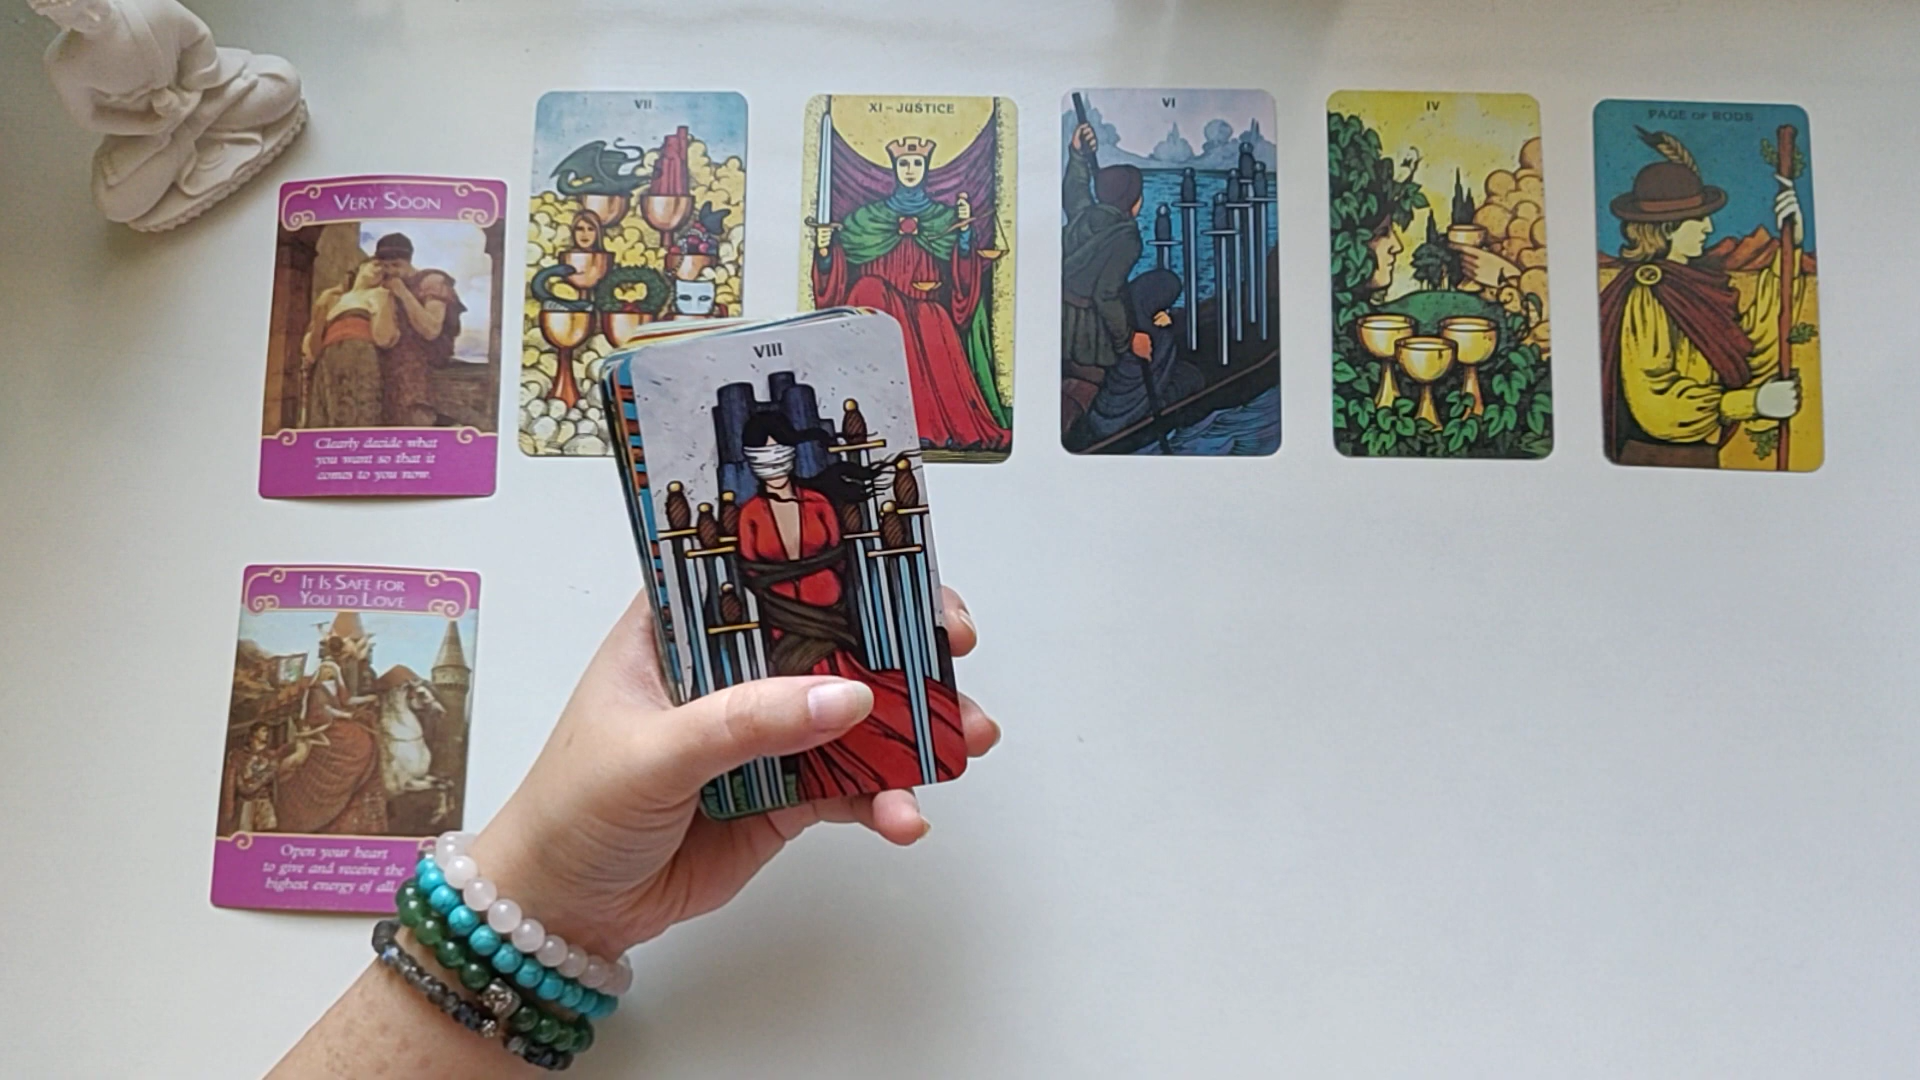 VERY SOON
Clearly decide what
you want so that it
comes to you now.
VII
XI – JUSTICE
VI
IV
PAGE OF RODS
VIII
IT IS SAFE FOR
YOU TO LOVE
Open your heart
to give and receive the
highest energy of all.